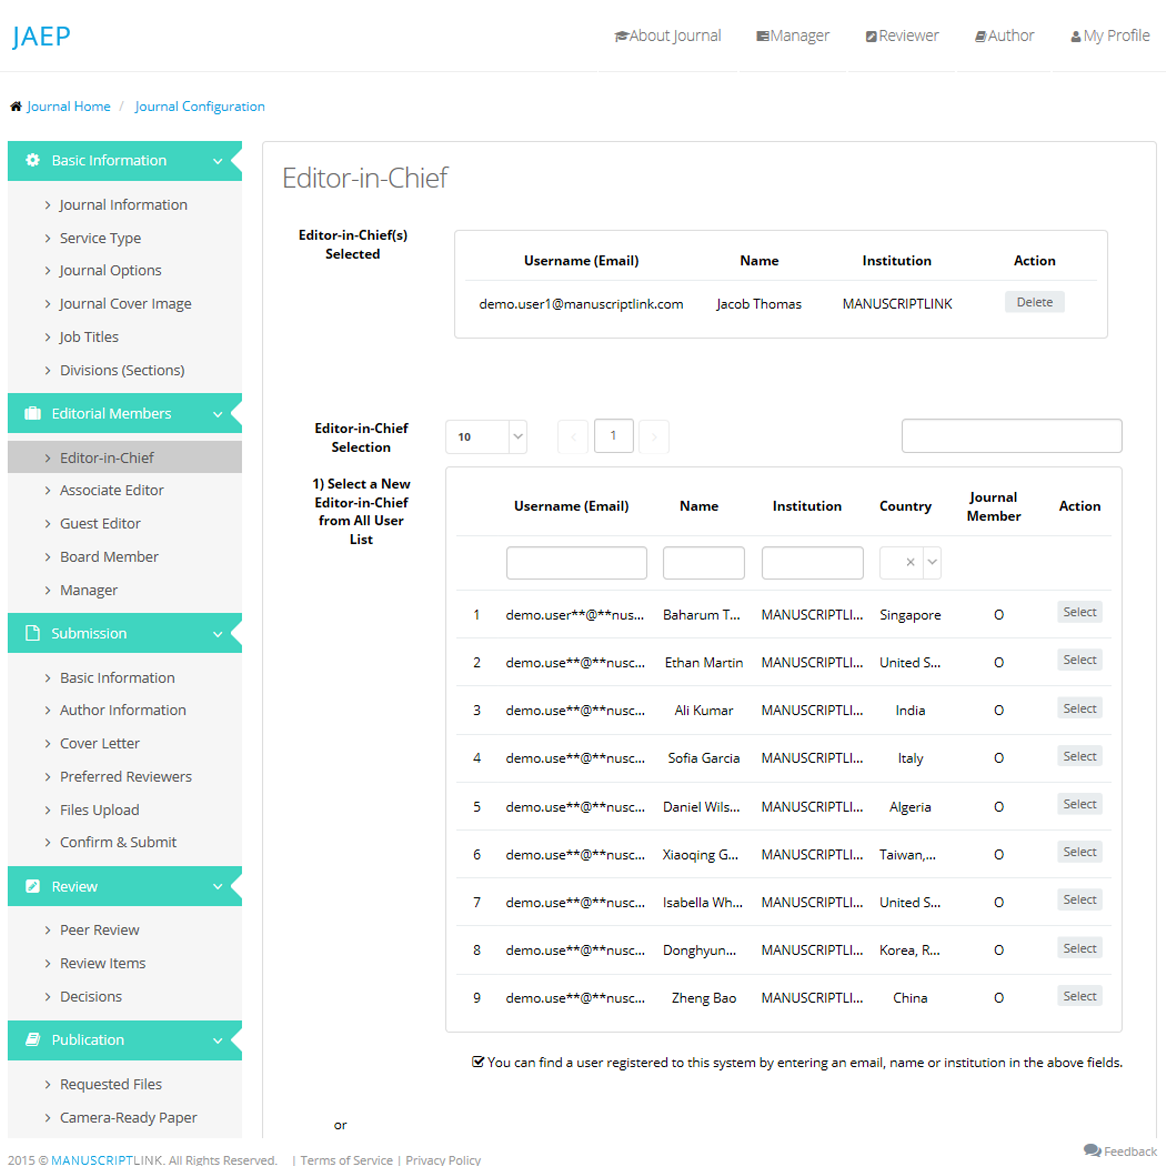 JAEP
About Journal Manager Reviewer Author My Profile
Journal Home / Journal Configuration
Basic Information
Journal Information
Service Type
Journal Options
Journal Cover Image
Job Titles
Divisions (Sections)
Editorial Members
Editor-in-Chief
Associate Editor
Guest Editor
Board Member
Manager
Submission
Basic Information
Author Information
Cover Letter
Preferred Reviewers
Files Upload
Confirm & Submit
Review
Peer Review
Review Items
Decisions
Publication
Requested Files
Camera-Ready Paper
Editor-in-Chief
Editor-in-Chief(s)
Selected
Username (Email) Name Institution Action
demo.user1@manuscriptlink.com Jacob Thomas MANUSCRIPTLINK Delete
Editor-in-Chief
Selection
10 1
1) Select a New
Editor-in-Chief
from All User
List
Username (Email) Name Institution Country Journal Member Action
1 demo.user**@**nus... Baharum T... MANUSCRIPTLI... Singapore O Select
2 demo.use**@**nusc... Ethan Martin MANUSCRIPTLI... United S... O Select
3 demo.use**@**nusc... Ali Kumar MANUSCRIPTLI... India O Select
4 demo.use**@**nusc... Sofia Garcia MANUSCRIPTLI... Italy O Select
5 demo.use**@**nusc... Daniel Wils... MANUSCRIPTLI... Algeria O Select
6 demo.use**@**nusc... Xiaoqing G... MANUSCRIPTLI... Taiwan,... O Select
7 demo.use**@**nusc... Isabella Wh... MANUSCRIPTLI... United S... O Select
8 demo.use**@**nusc... Donghyun... MANUSCRIPTLI... Korea, R... O Select
9 demo.use**@**nusc... Zheng Bao MANUSCRIPTLI... China O Select
You can find a user registered to this system by entering an email, name or institution in the above fields.
or
2015 © MANUSCRIPTLINK. All Rights Reserved. | Terms of Service | Privacy Policy
Feedback